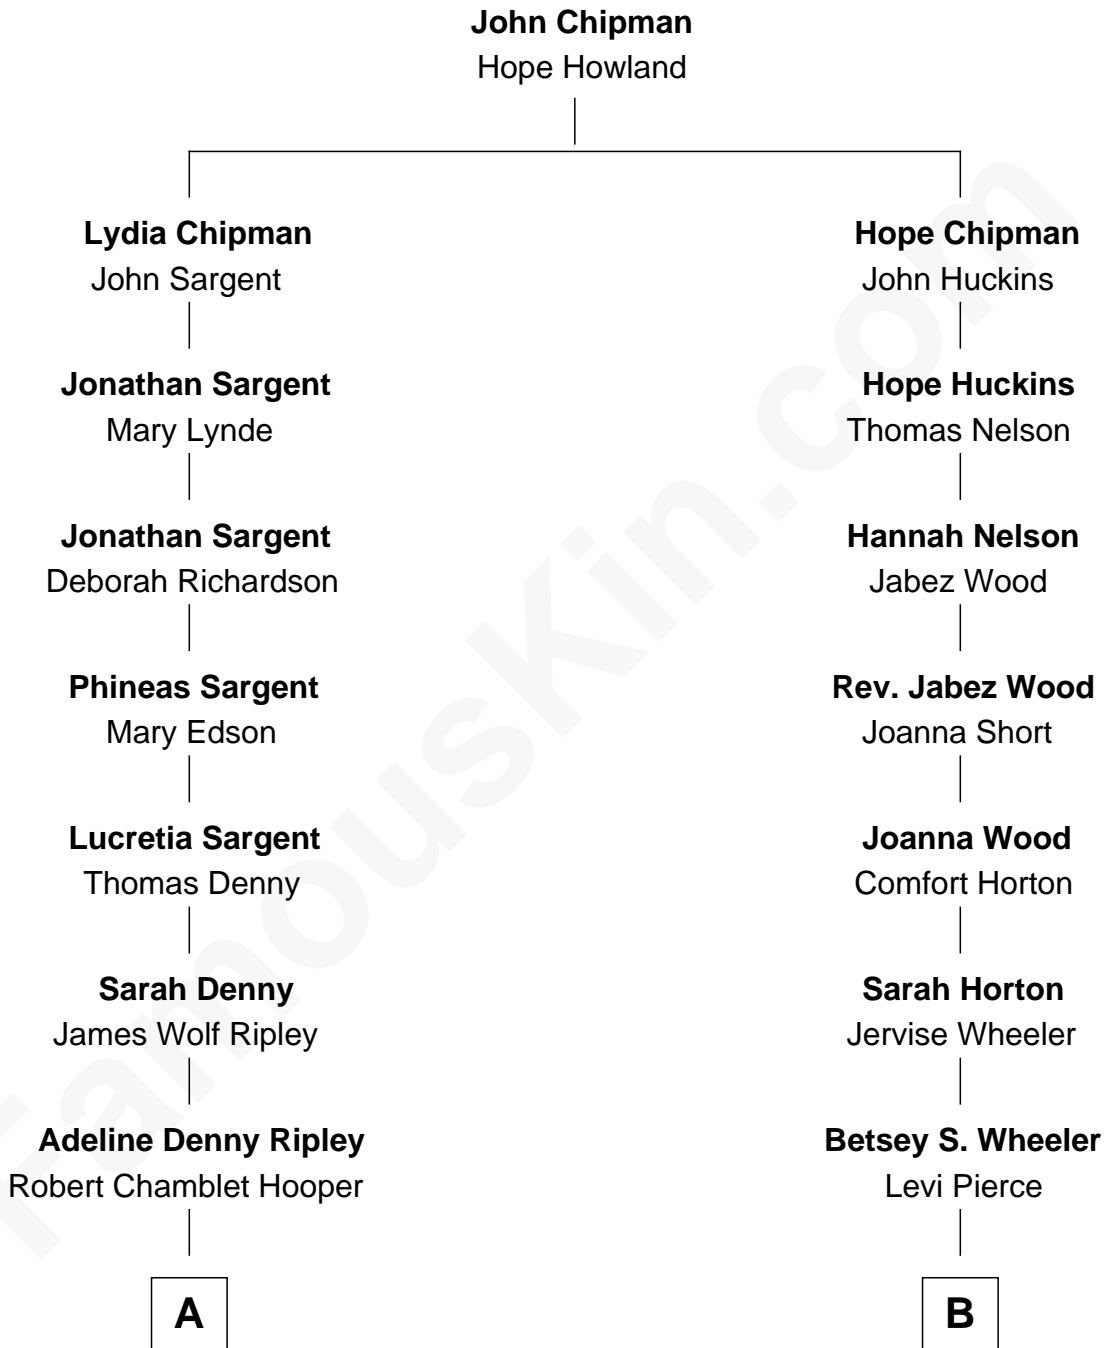 John Chipman
Hope Howland
Lydia Chipman
John Sargent
Hope Chipman
John Huckins
Jonathan Sargent
Mary Lynde
Hope Huckins
Thomas Nelson
Jonathan Sargent
Deborah Richardson
Hannah Nelson
Jabez Wood
Phineas Sargent
Mary Edson
Rev. Jabez Wood
Joanna Short
Lucretia Sargent
Thomas Denny
Joanna Wood
Comfort Horton
Sarah Denny
James Wolf Ripley
Sarah Horton
Jervise Wheeler
Adeline Denny Ripley
Robert Chamblet Hooper
Betsey S. Wheeler
Levi Pierce
A
B
FamousKin.com